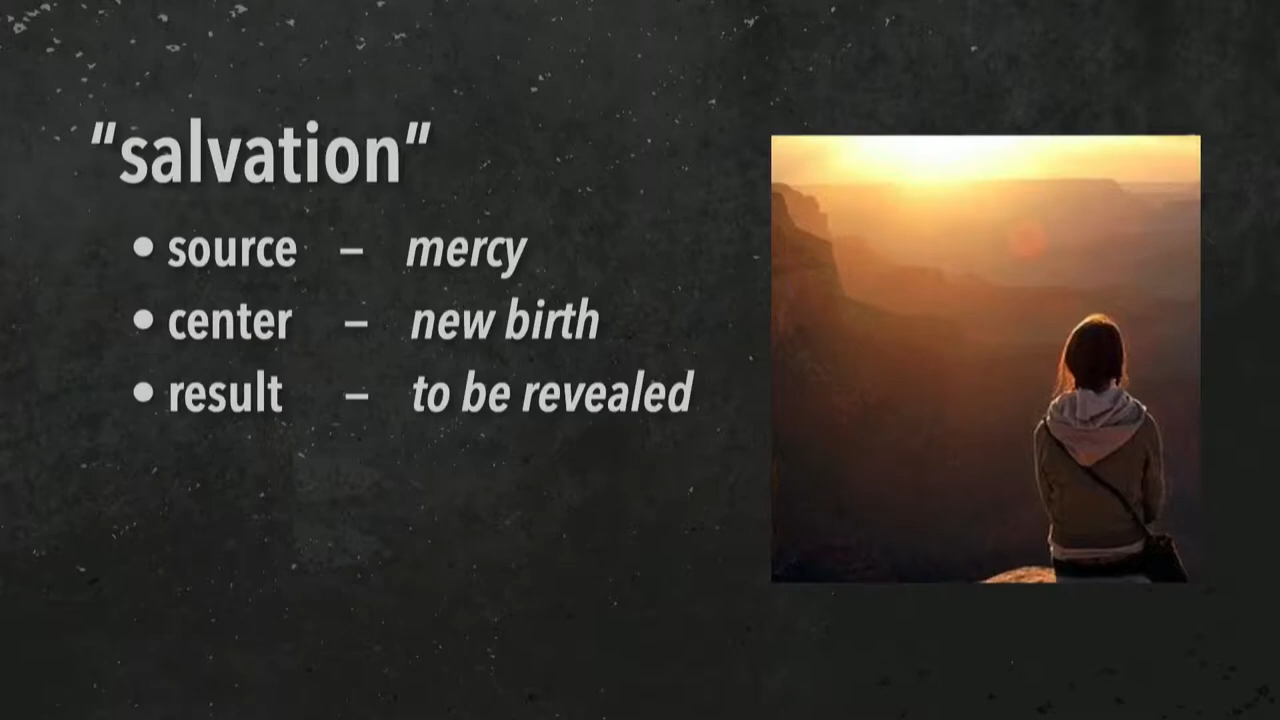 "salvation"
• source – mercy
• center – new birth
• result – to be revealed